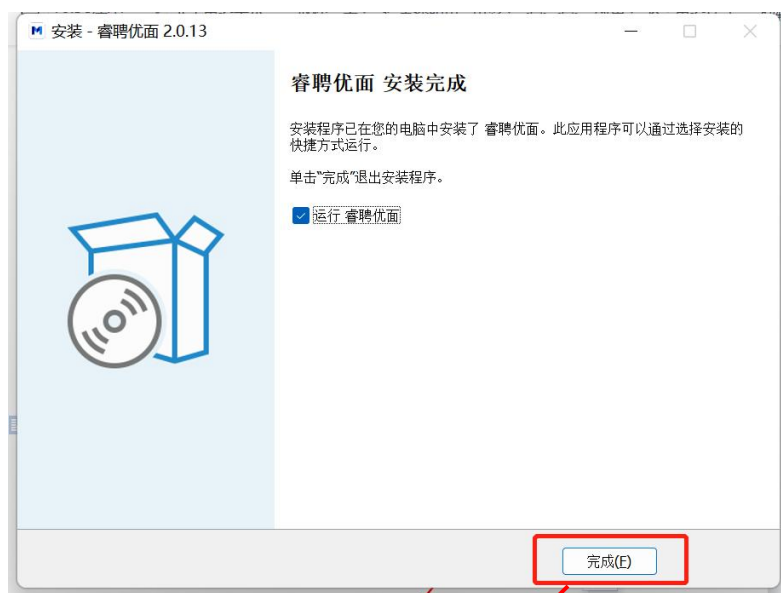 安装 - 睿聘优面 2.0.13
睿聘优面 安装完成
安装程序已在您的电脑中安装了 睿聘优面。此应用程序可以通过选择安装的
快捷方式运行。
单击“完成”退出安装程序。
运行 睿聘优面
完成(F)